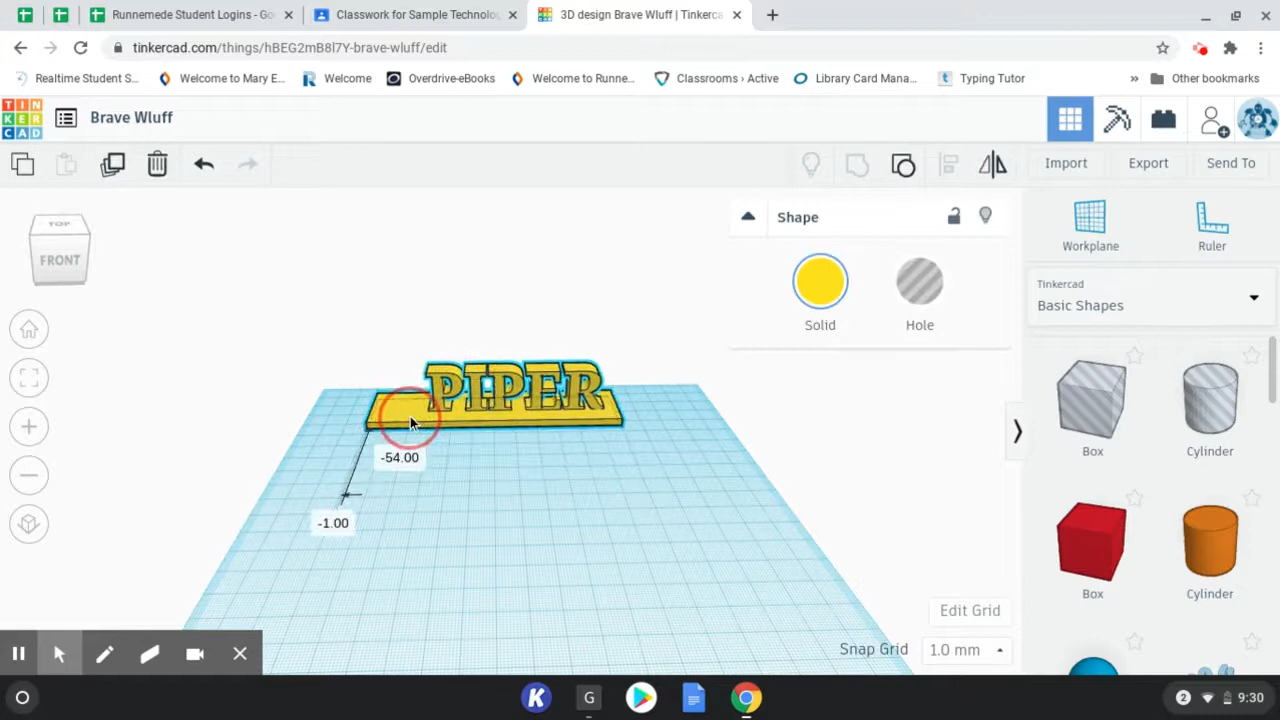 Runnemede Student Logins - Go
Classwork for Sample Technolo
3D design Brave Wluff | Tinkerca
tinkercad.com/things/hBEG2mB8l7Y-brave-wluff/edit
Realtime Student S...
Welcome to Mary E...
Welcome
Overdrive-eBooks
Welcome to Runne...
Classrooms › Active
Library Card Mana...
Typing Tutor
»
Other bookmarks
TIN
KER
CAD
Brave Wluff
Import
Export
Send To
TOP
FRONT
Shape
Solid
Hole
Workplane
Ruler
Tinkercad
Basic Shapes
PIPER
-54.00
-1.00
Box
Cylinder
Box
Cylinder
Edit Grid
Snap Grid
1.0 mm
K
G
2
9:30